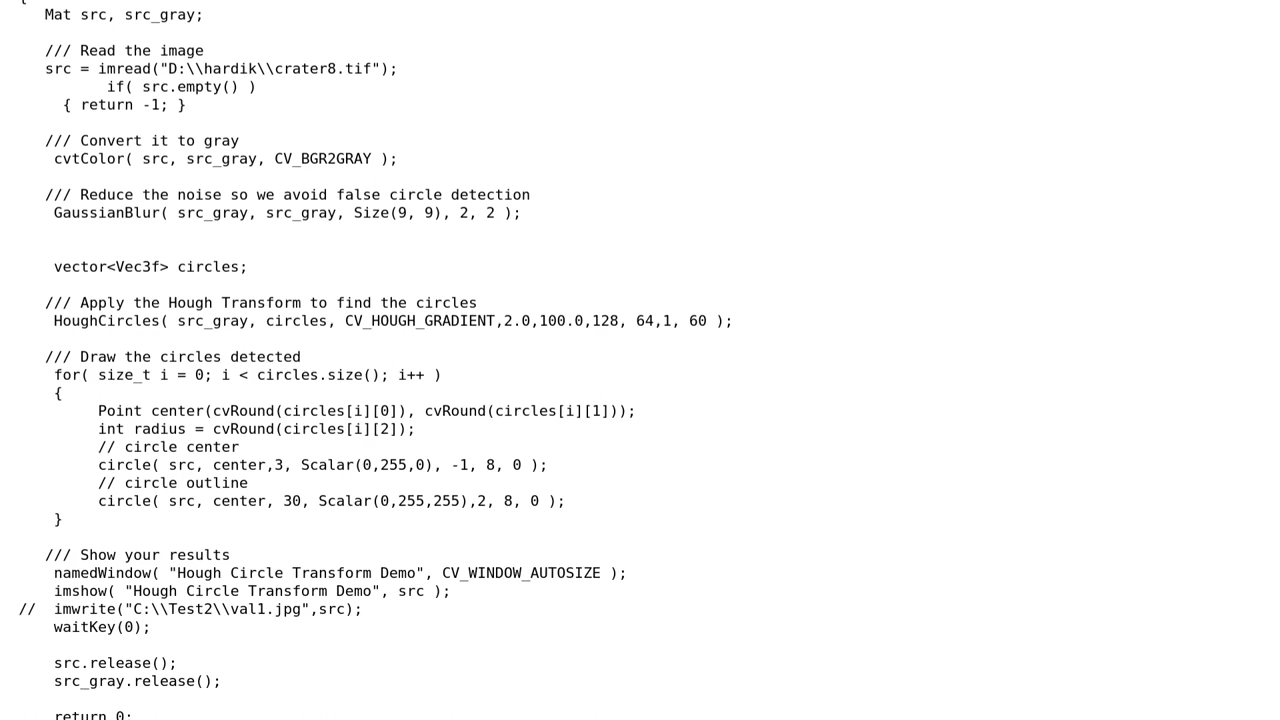 {
Mat src, src_gray;
/// Read the image
src = imread("D:\\hardik\\crater8.tif");
if( src.empty() )
{ return -1; }
/// Convert it to gray
cvtColor( src, src_gray, CV_BGR2GRAY );
/// Reduce the noise so we avoid false circle detection
GaussianBlur( src_gray, src_gray, Size(9, 9), 2, 2 );
vector<Vec3f> circles;
/// Apply the Hough Transform to find the circles
HoughCircles( src_gray, circles, CV_HOUGH_GRADIENT,2.0,100.0,128, 64,1, 60 );
/// Draw the circles detected
for( size_t i = 0; i < circles.size(); i++ )
{
Point center(cvRound(circles[i][0]), cvRound(circles[i][1]));
int radius = cvRound(circles[i][2]);
// circle center
circle( src, center,3, Scalar(0,255,0), -1, 8, 0 );
// circle outline
circle( src, center, 30, Scalar(0,255,255),2, 8, 0 );
}
/// Show your results
namedWindow( "Hough Circle Transform Demo", CV_WINDOW_AUTOSIZE );
imshow( "Hough Circle Transform Demo", src );
//  imwrite("C:\\Test2\\val1.jpg",src);
waitKey(0);
src.release();
src_gray.release();
return 0;